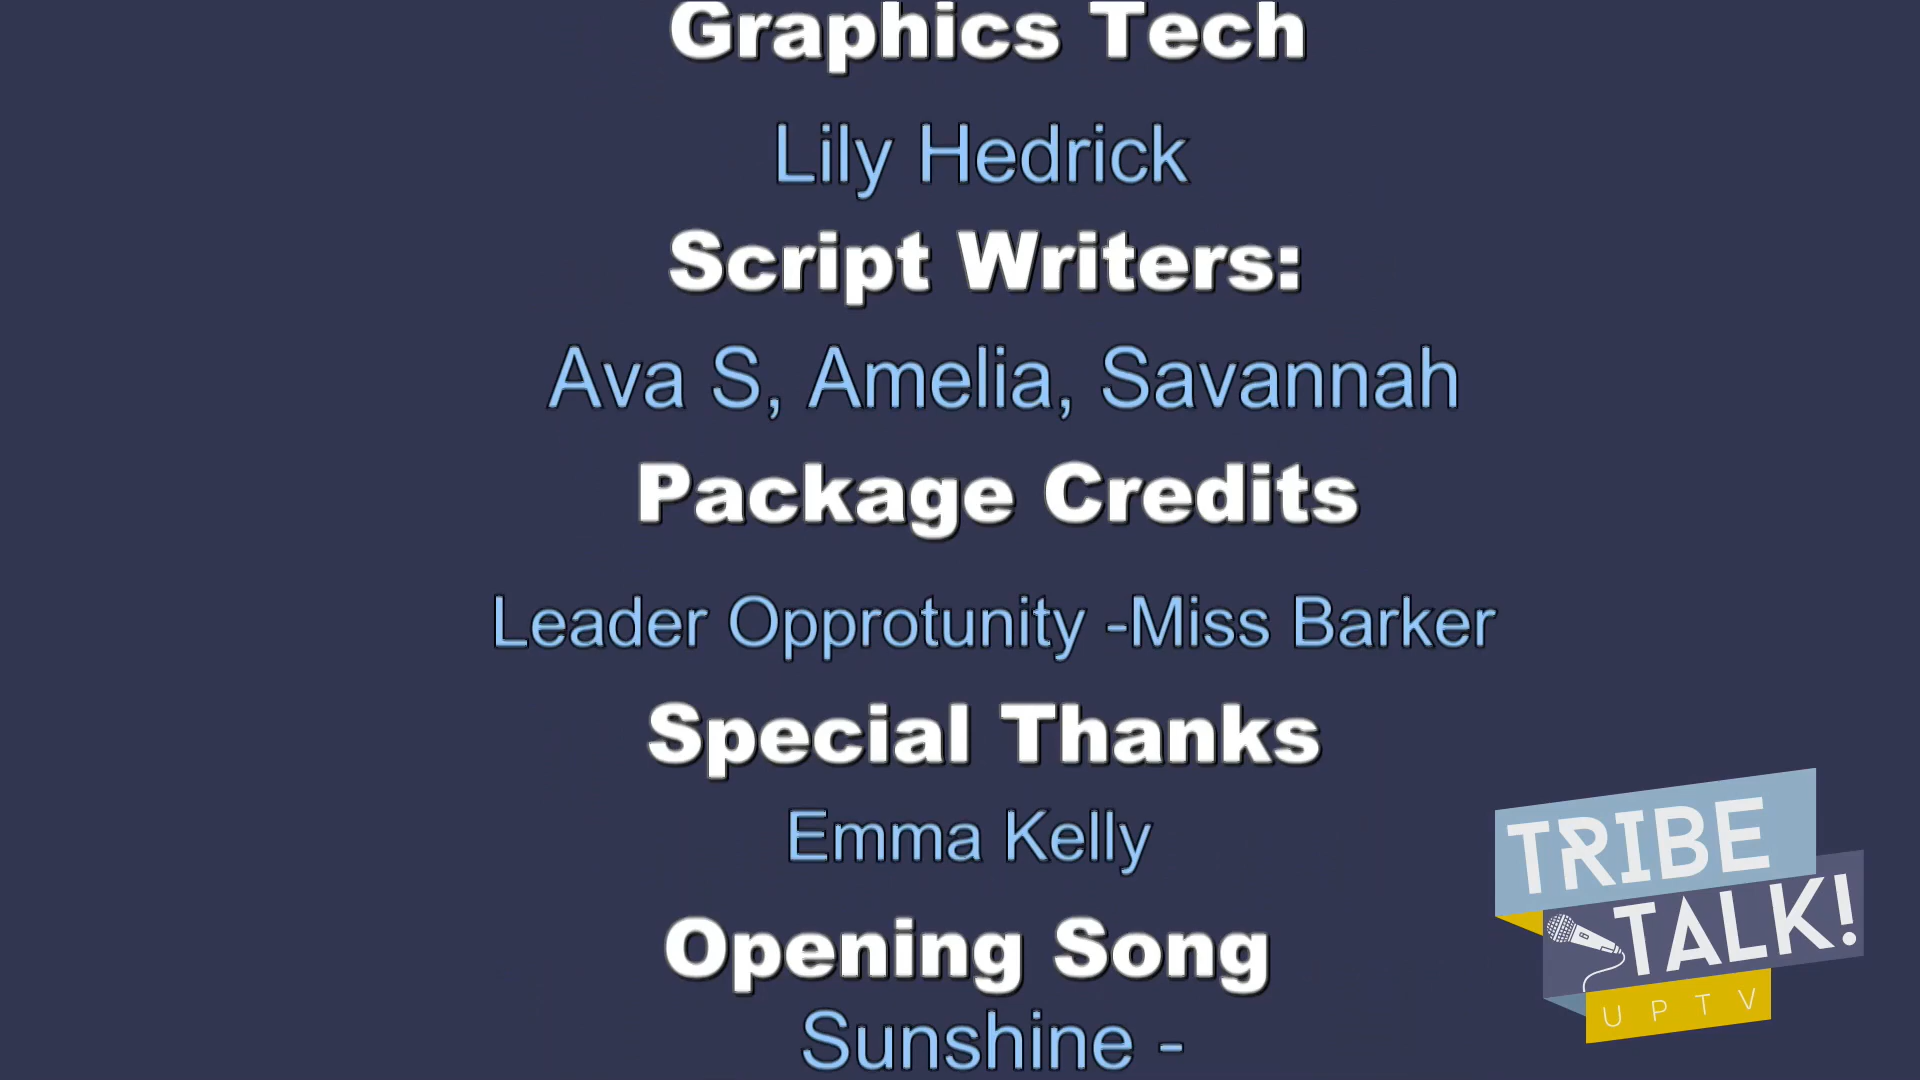 Graphics Tech
Lily Hedrick
Script Writers:
Ava S, Amelia, Savannah
Package Credits
Leader Opprotunity -Miss Barker
Special Thanks
Emma Kelly
Opening Song
Sunshine -
TRIBE
TALK!
UPTV